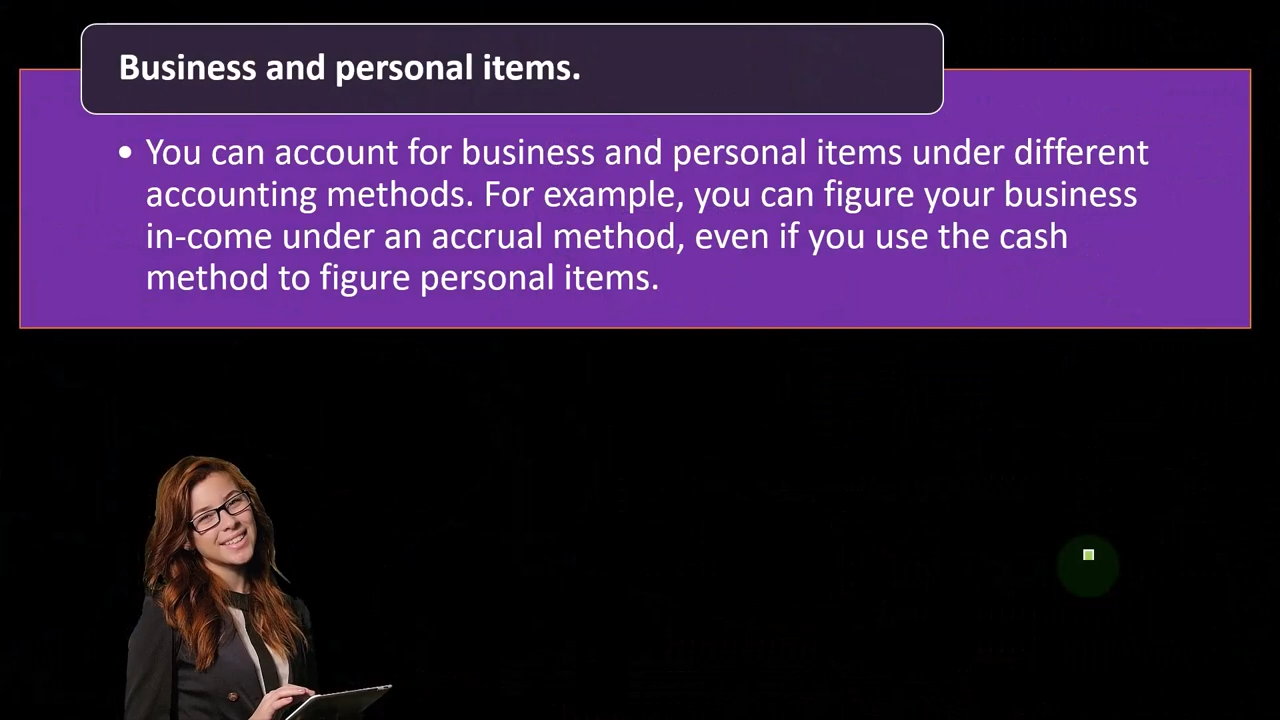 Business and personal items.
• You can account for business and personal items under different
accounting methods. For example, you can figure your business
in-come under an accrual method, even if you use the cash
method to figure personal items.